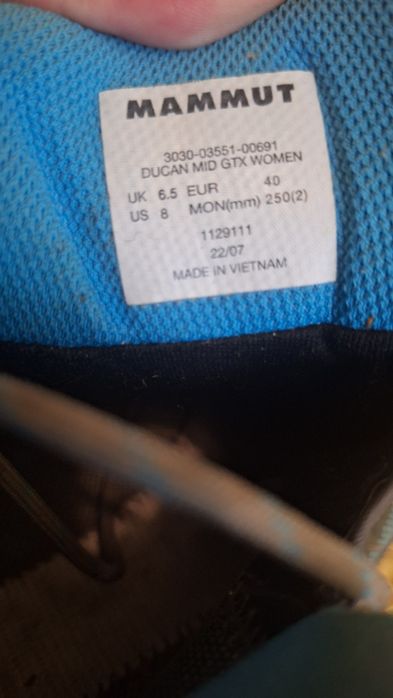 MAMMUT
3030-03551-00691
DUCAN MID GTX WOMEN
UK 6.5 EUR 40
US 8 MON(mm) 250(2)
1129111
22/07
MADE IN VIETNAM